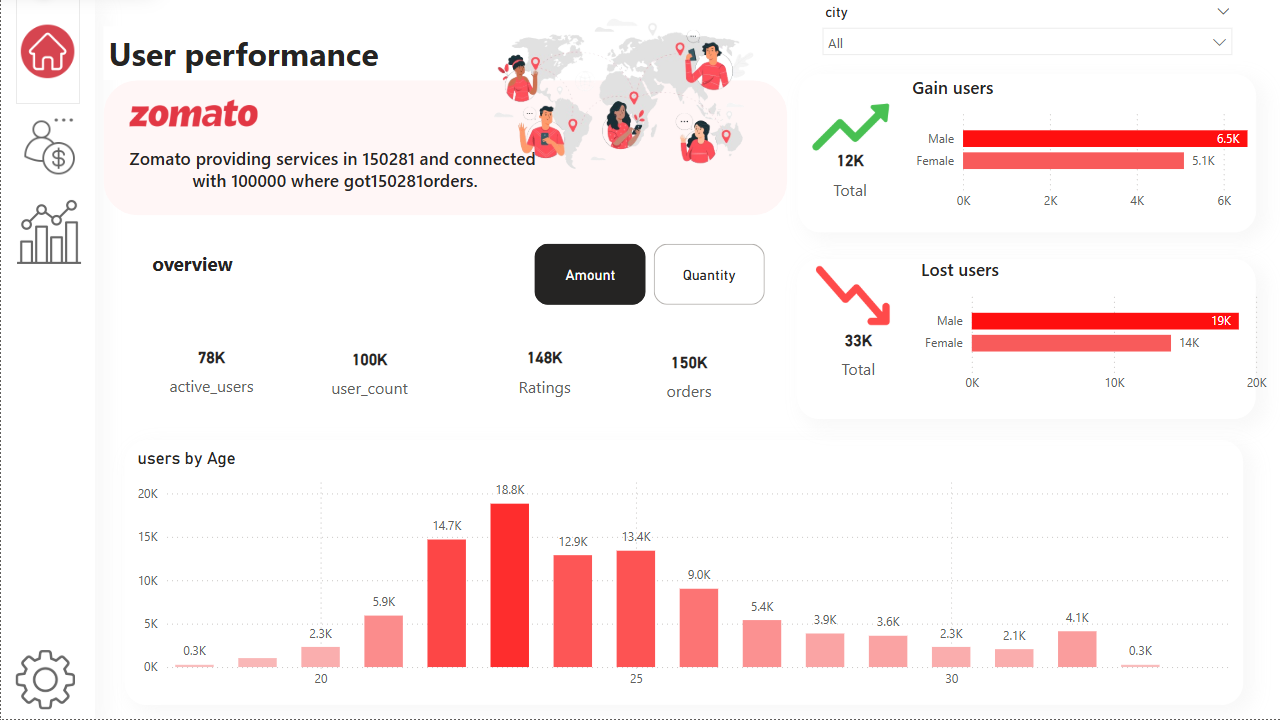 User performance
zomato
Zomato providing services in 150281 and connected
with 100000 where got150281orders.
city
All
Gain users
12K
Total
Male
6.5K
Female
5.1K
0K 2K 4K 6K
overview
Amount
Quantity
Lost users
33K
Total
Male
19K
Female
14K
0K 10K 20K
78K
active_users
100K
user_count
148K
Ratings
150K
orders
users by Age
20K
15K
10K
5K
0K
0.3K
2.3K
5.9K
14.7K
18.8K
12.9K
13.4K
9.0K
5.4K
3.9K
3.6K
2.3K
2.1K
4.1K
0.3K
20 25 30